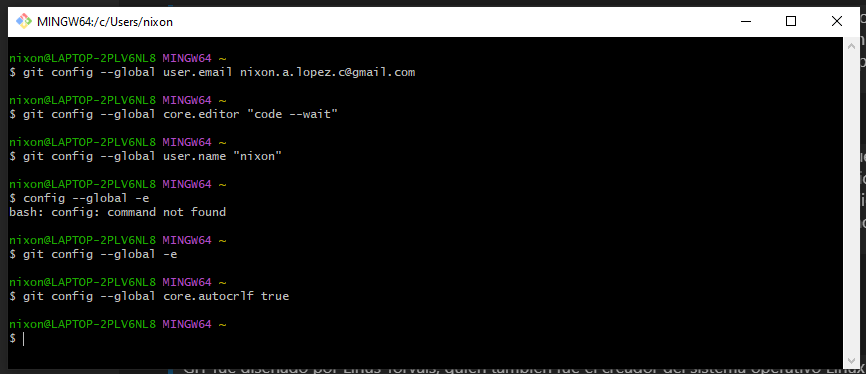 MINGW64:/c/Users/nixon
nixon@LAPTOP-2PLV6NL8 MINGW64 ~
$ git config --global user.email nixon.a.lopez.c@gmail.com
nixon@LAPTOP-2PLV6NL8 MINGW64 ~
$ git config --global core.editor "code --wait"
nixon@LAPTOP-2PLV6NL8 MINGW64 ~
$ git config --global user.name "nixon"
nixon@LAPTOP-2PLV6NL8 MINGW64 ~
$ config --global -e
bash: config: command not found
nixon@LAPTOP-2PLV6NL8 MINGW64 ~
$ git config --global -e
nixon@LAPTOP-2PLV6NL8 MINGW64 ~
$ git config --global core.autocrlf true
nixon@LAPTOP-2PLV6NL8 MINGW64 ~
$